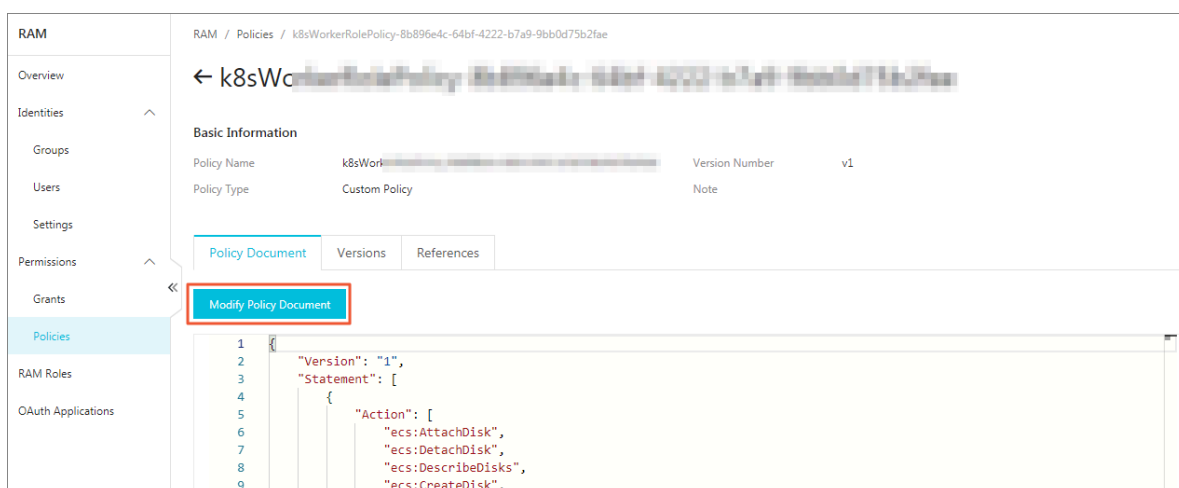 RAM
RAM / Policies / k8sWorkerRolePolicy-8b896e4c-64bf-4222-b7a9-9bb0d75b2fae
Overview
← k8sWo
Identities
Groups
Users
Settings
Permissions
Grants
Policies
RAM Roles
OAuth Applications
Basic Information
Policy Name k8sWork Version Number v1
Policy Type Custom Policy Note
Policy Document Versions References
Modify Policy Document
1 {
2 "Version": "1",
3 "Statement": [
4 {
5 "Action": [
6 "ecs:AttachDisk",
7 "ecs:DetachDisk",
8 "ecs:DescribeDisks",
9 "ecs:CreateDisk",